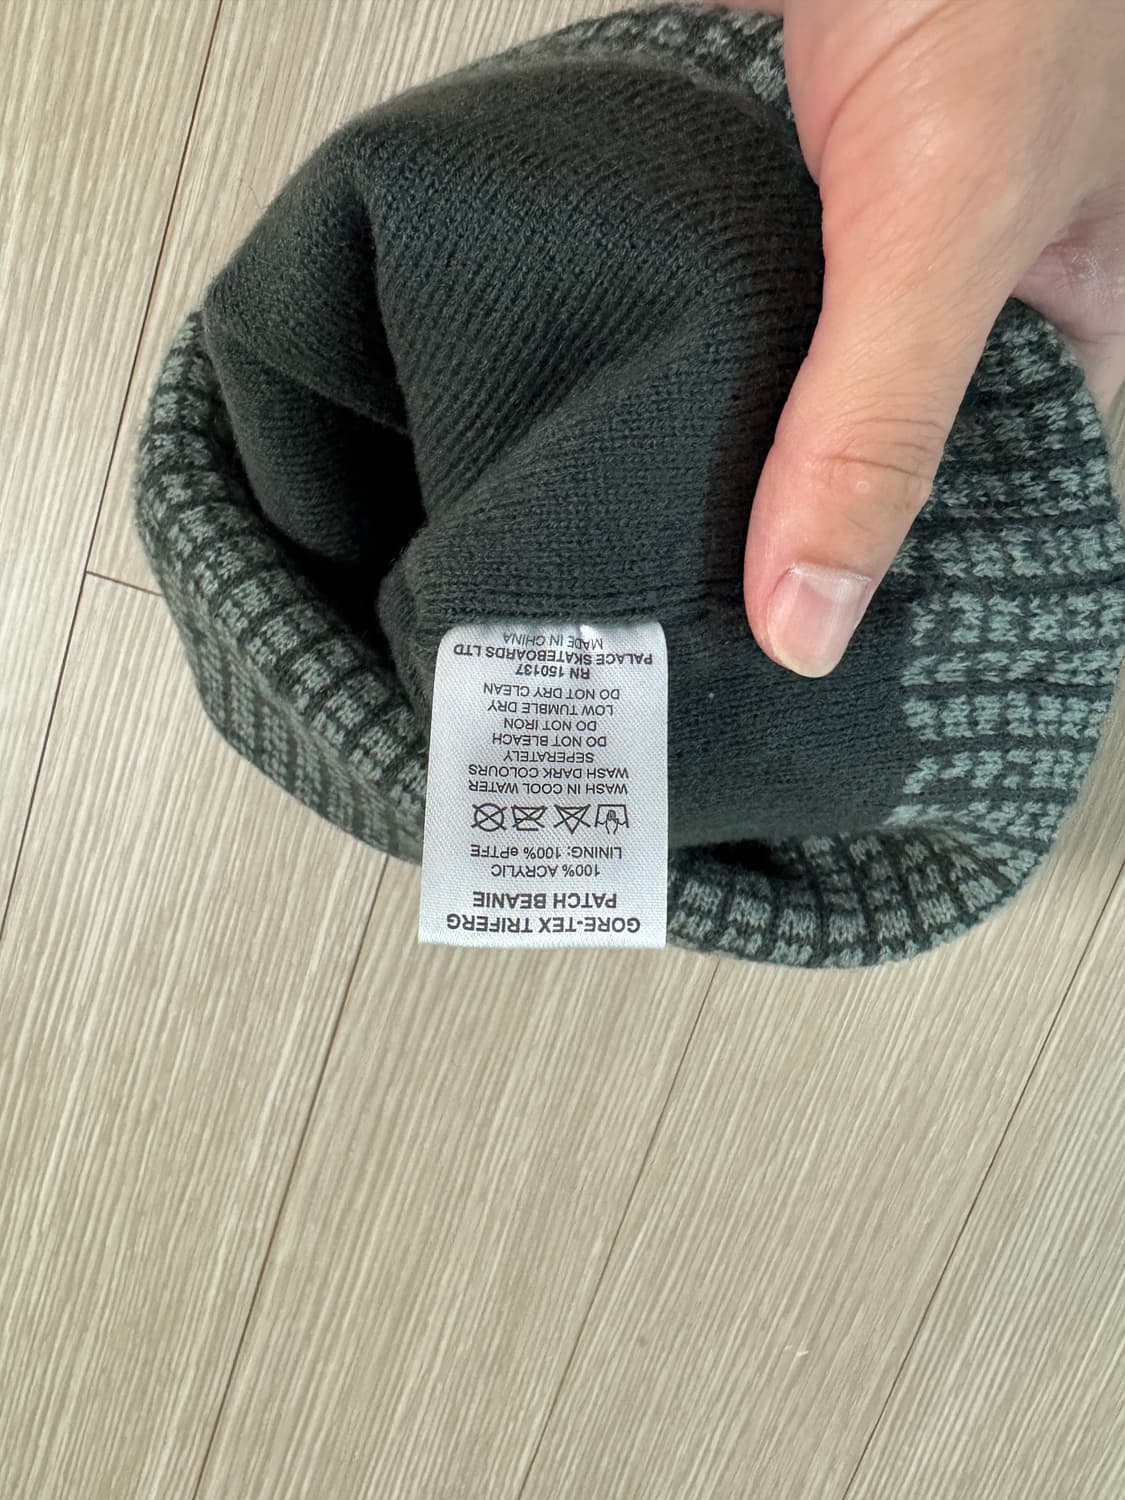 GORE-TEX TRIFERG
PATCH BEANIE
100% ACRYLIC
LINING: 100% ePTFE
WASH IN COOL WATER
WASH DARK COLOURS
SEPERATELY
DO NOT BLEACH
DO NOT IRON
LOW TUMBLE DRY
DO NOT DRY CLEAN
RN 150137
PALACE SKATEBOARDS LTD
MADE IN CHINA